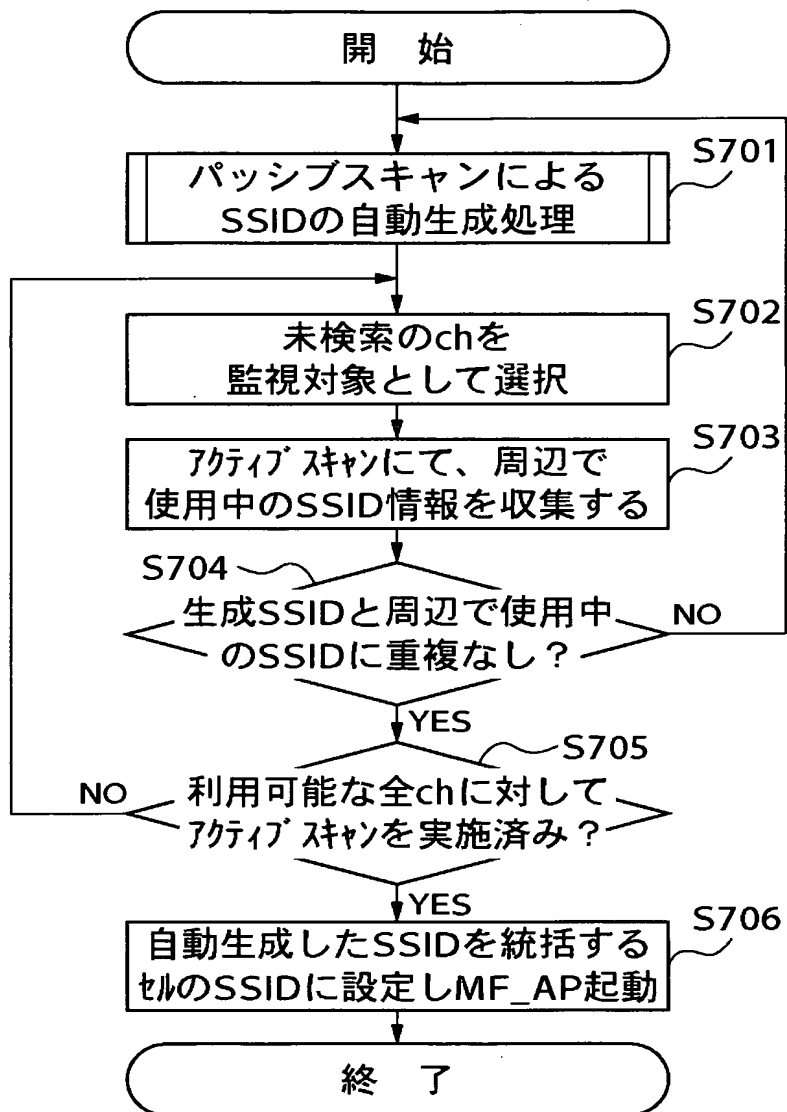 開 始
パッシブスキャンによる
SSIDの自動生成処理
S701
未検索のchを
監視対象として選択
S702
ｱｸﾃｨﾌﾞｽｷｬﾝにて、周辺で
使用中のSSID情報を収集する
S703
S704
生成SSIDと周辺で使用中
のSSIDに重複なし？
NO
YES
S705
利用可能な全chに対して
ｱｸﾃｨﾌﾞｽｷｬﾝを実施済み？
NO
YES
自動生成したSSIDを統括する
ｾﾙのSSIDに設定しMF_AP起動
S706
終 了